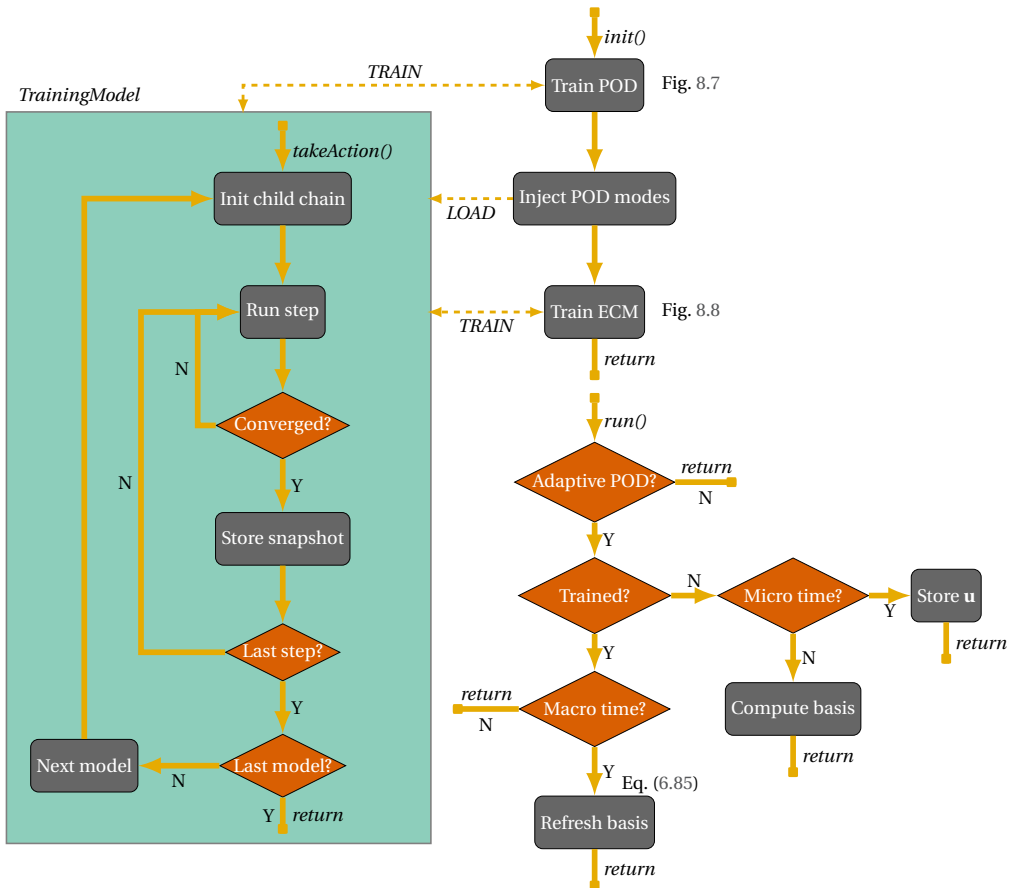 TrainingModel
takeAction()
Init child chain
Run step
N
Converged?
Y
N
Store snapshot
Last step?
Y
Next model
N
Last model?
Y
return
init()
TRAIN
Train POD
Fig. 8.7
Inject POD modes
LOAD
Train ECM
Fig. 8.8
TRAIN
return
run()
Adaptive POD?
return
N
Y
Trained?
N
Micro time?
Y
Store u
return
Y
N
Macro time?
return
N
Compute basis
return
Y
Eq. (6.85)
Refresh basis
return